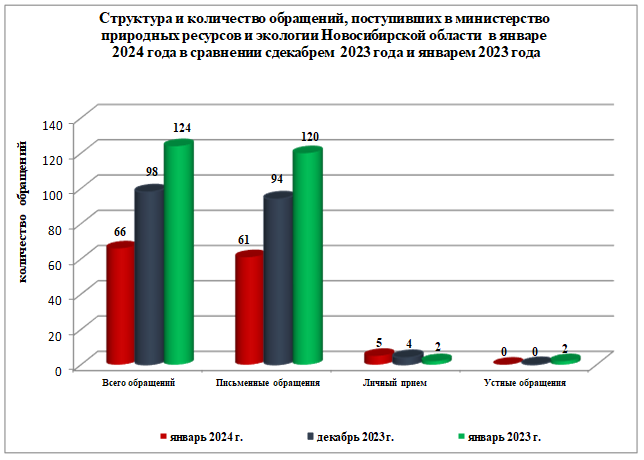 Структура и количество обращений, поступивших в министерство
природных ресурсов и экологии Новосибирской области в январе
2024 года в сравнении сдекабрем 2023 года и январем 2023 года
количество обращений
140
120
100
80
60
40
20
0
66
98
124
61
94
120
5
4
2
0
0
2
Всего обращений
Письменные обращения
Личный прием
Устные обращения
январь 2024 г.
декабрь 2023г.
январь 2023 г.